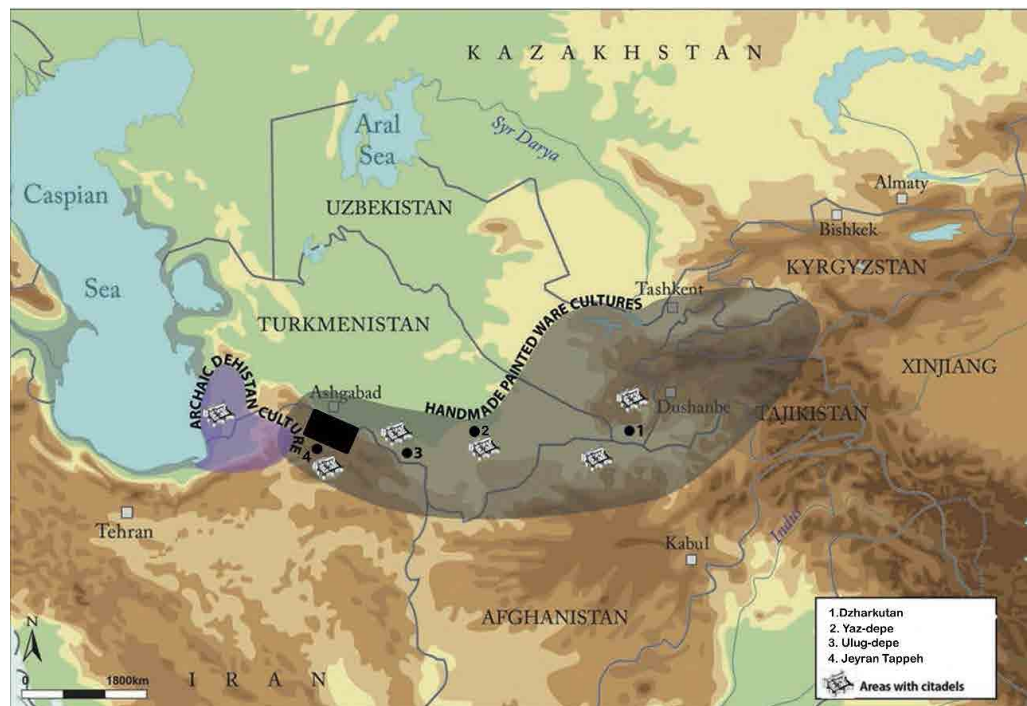 KAZAKHSTAN
Aral
Sea
Syr Darya
Caspian
Sea
Almaty
Bishkek
UZBEKISTAN
KYRGYZSTAN
Tashkent
TURKMENISTAN
HANDMADE PAINTED WARE CULTURES
XINJIANG
ARCHAIC DEHISTAN CULTURE
Ashgabad
Dushanbe
TAJIKISTAN
1
2
3
4
Tehran
Indus
Kabul
AFGHANISTAN
IRAN
N
0 1800km
1.Dzharkutan
2. Yaz-depe
3. Ulug-depe
4. Jeyran Tappeh
Areas with citadels